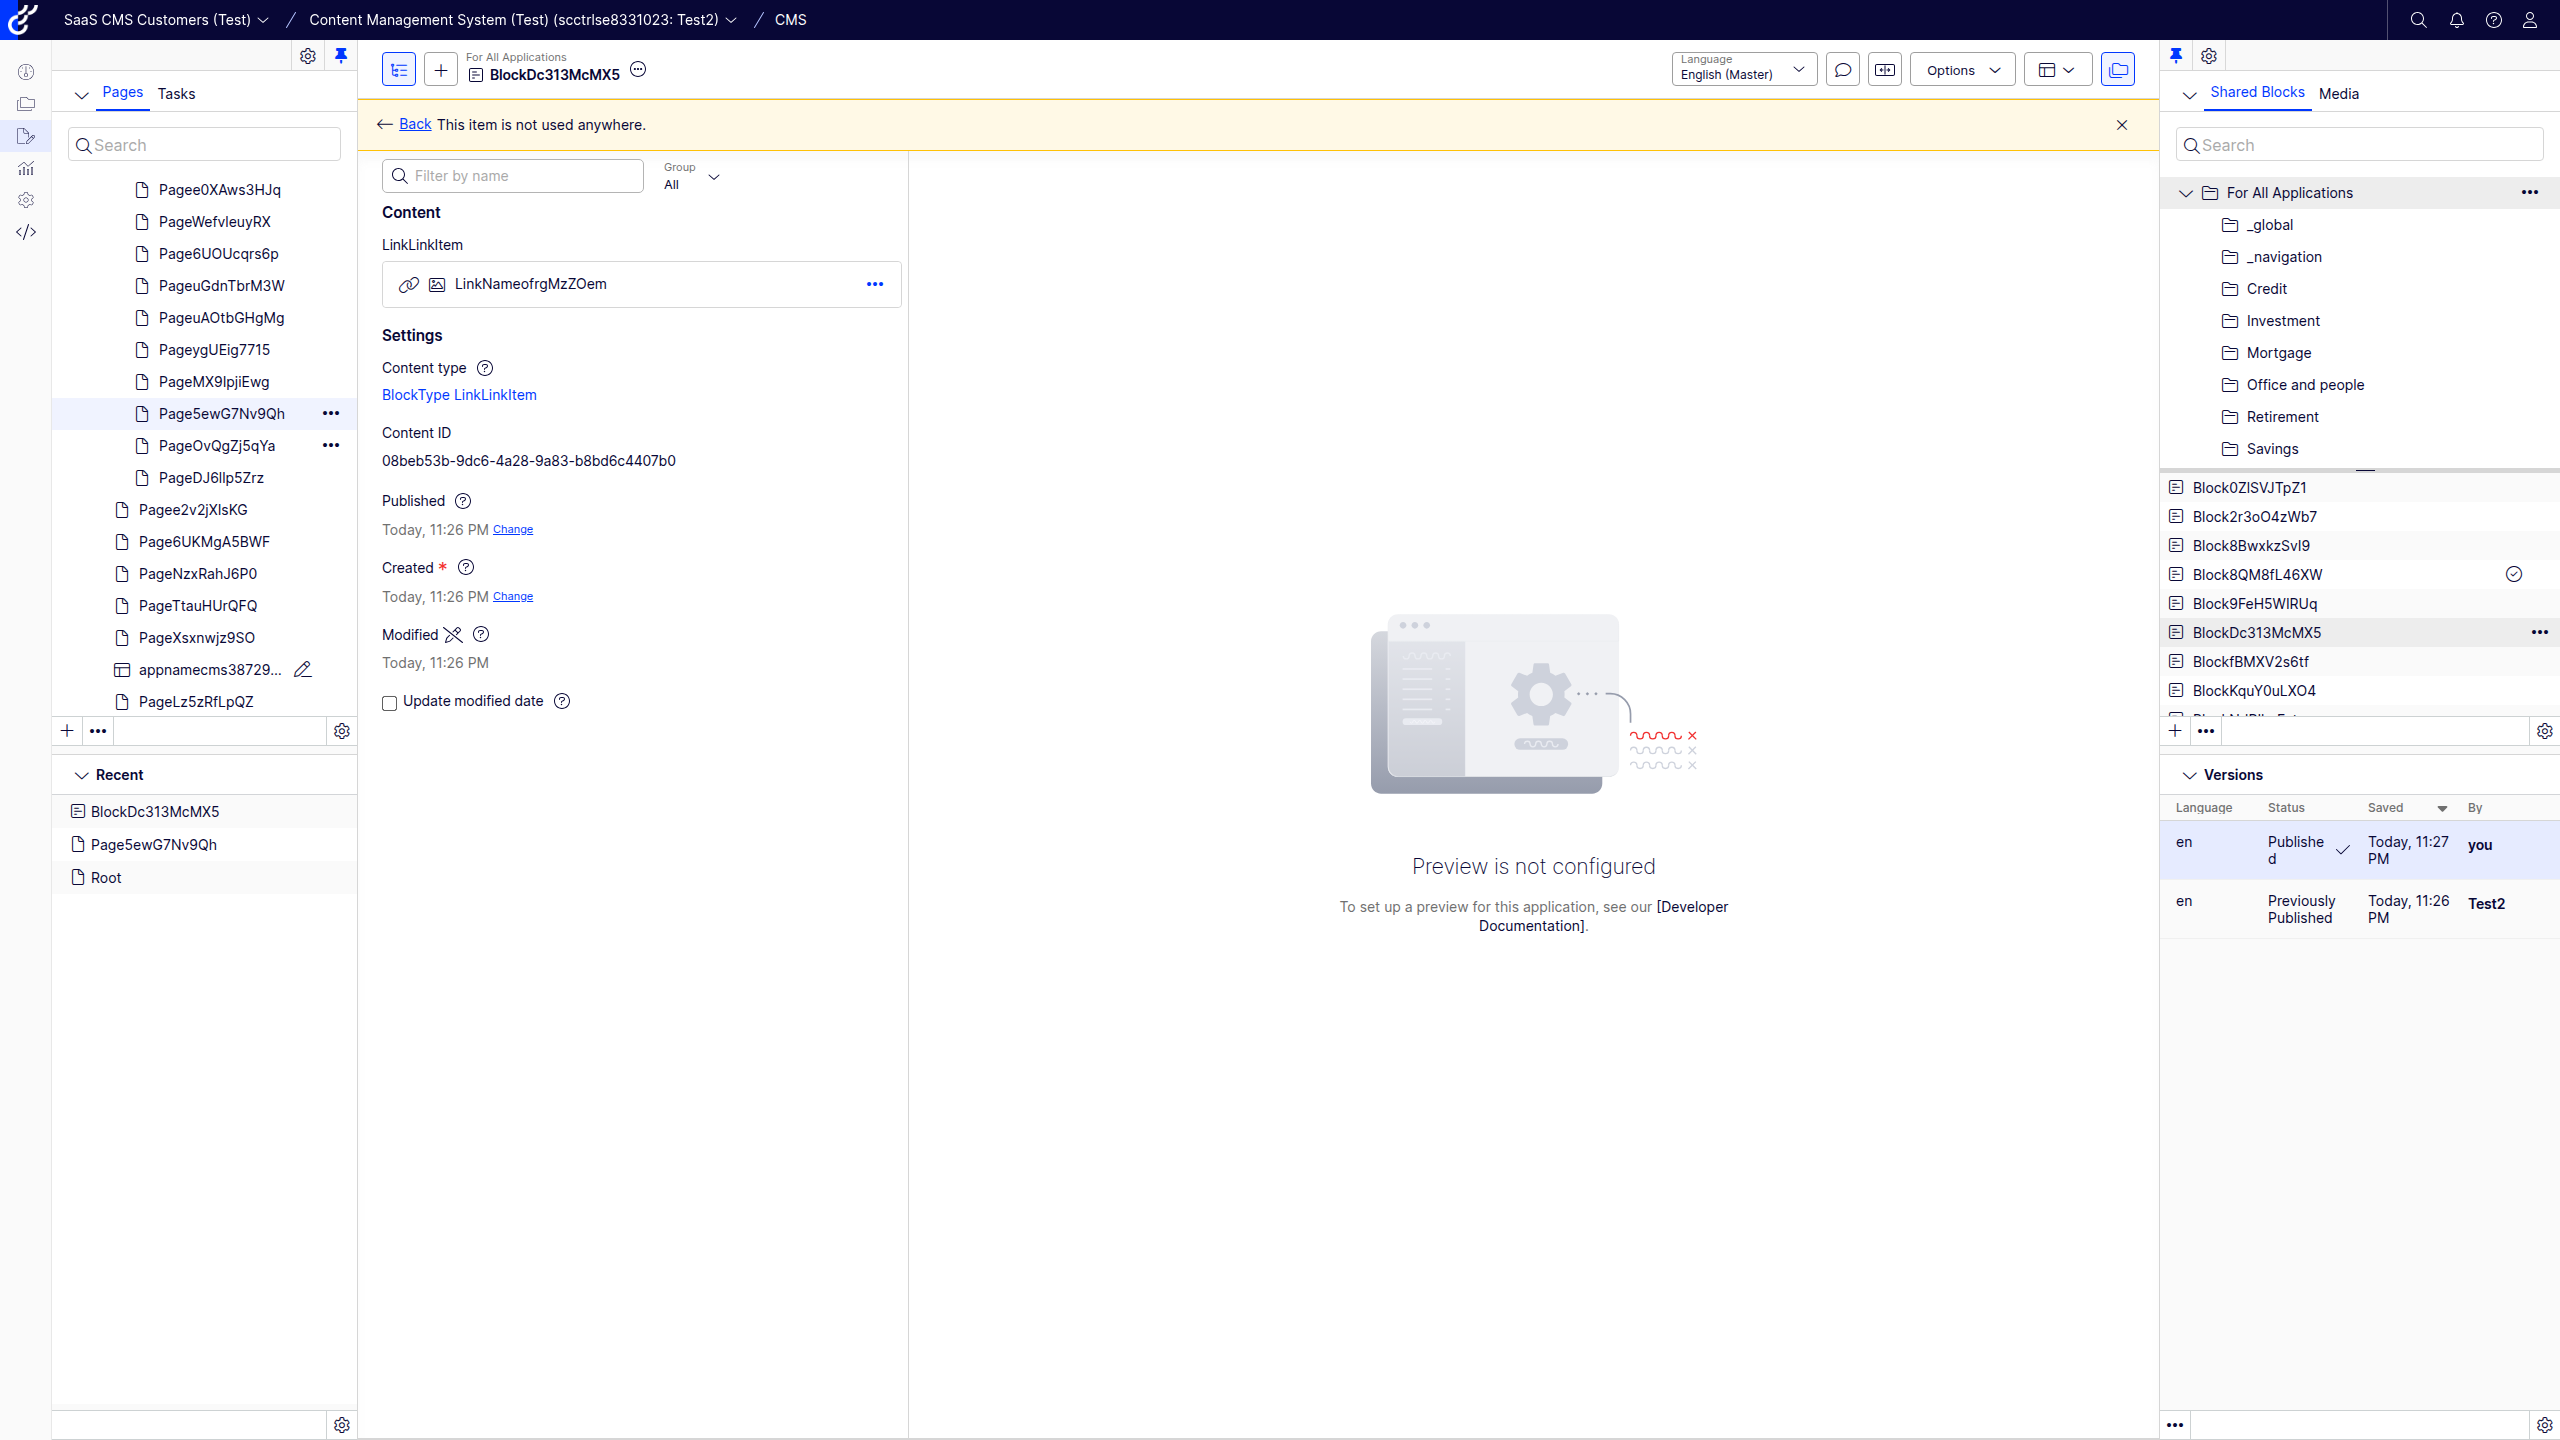 SaaS CMS Customers (Test)
Content Management System (Test) (scctrlse8331023: Test2)
CMS
Pages
Tasks
Search
Pagee0XAws3HJq
PageWefvIeuyRX
Page6UOUcqrs6p
PageuGdnTbrM3W
PageuAOtbGHgMg
PageygUEig7715
PageMX9IpjiEwg
Page5ewG7Nv9Qh
PageOvQgZj5qYa
PageDJ6lIp5Zrz
Pagee2v2jXlsKG
Page6UKMgA5BWF
PageNzxRahJ6P0
PageTtauHUrQFQ
PageXsxnwjz9SO
appnamecms38729...
PageLz5zRfLpQZ
Recent
BlockDc313McMX5
Page5ewG7Nv9Qh
Root
For All Applications
BlockDc313McMX5
Language
English (Master)
Options
Back This item is not used anywhere.
Filter by name
Group
All
Content
LinkLinkItem
LinkNameofrgMzZOem
Settings
Content type
BlockType LinkLinkItem
Content ID
08beb53b-9dc6-4a28-9a83-b8bd6c4407b0
Published
Today, 11:26 PM Change
Created *
Today, 11:26 PM Change
Modified
Today, 11:26 PM
Update modified date
Preview is not configured
To set up a preview for this application, see our [Developer
Documentation].
Shared Blocks
Media
Search
For All Applications
_global
_navigation
Credit
Investment
Mortgage
Office and people
Retirement
Savings
Block0ZlSVJTpZ1
Block2r3oO4zWb7
Block8BwxkzSvl9
Block8QM8fL46XW
Block9FeH5WlRUq
BlockDc313McMX5
BlockfBMXV2s6tf
BlockKquY0uLXO4
Versions
Language Status Saved By
en Published Today, 11:27 PM you
en Previously Published Today, 11:26 PM Test2